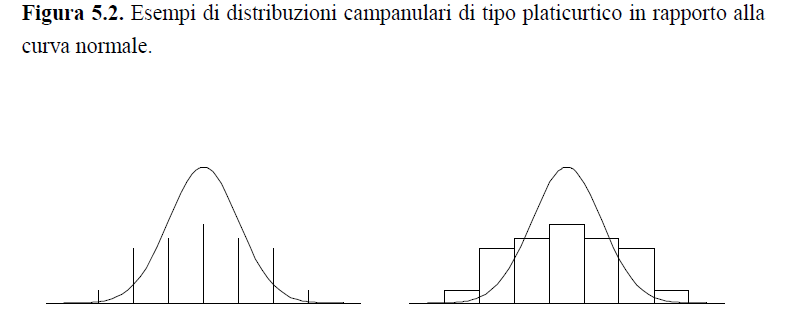 Figura 5.2. Esempi di distribuzioni campanulari di tipo platicurtico in rapporto alla
curva normale.